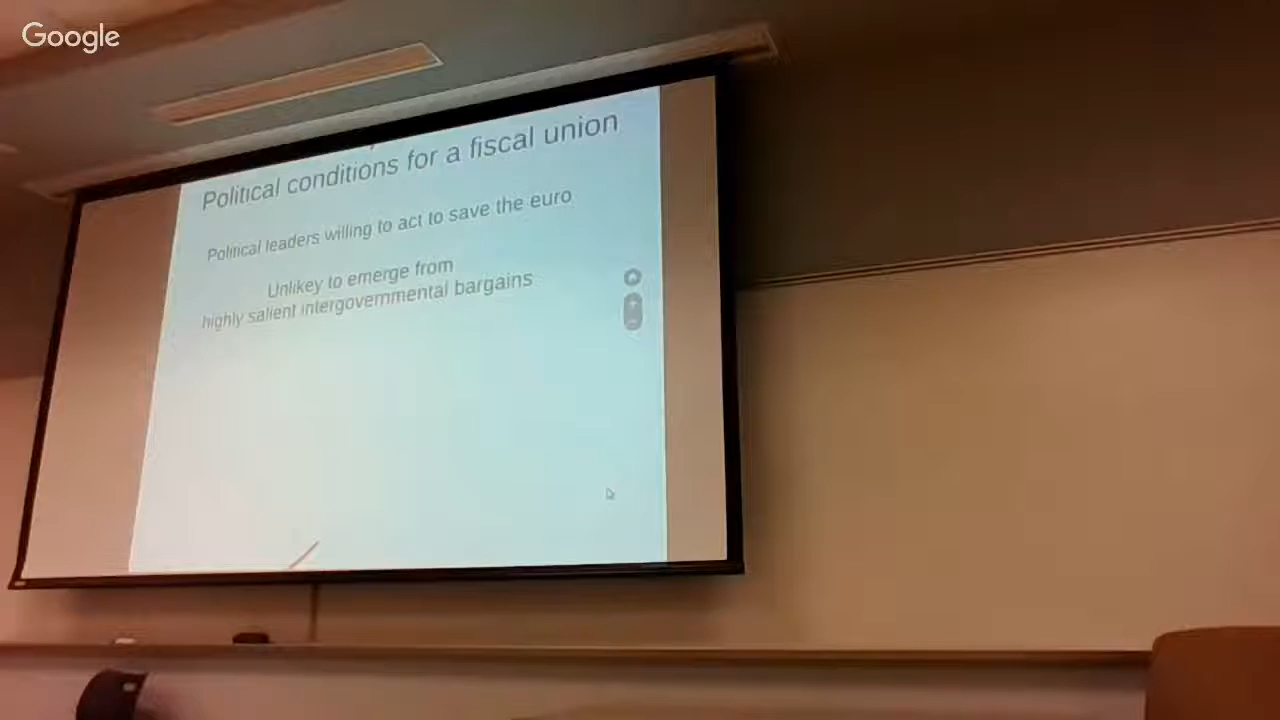 Google
Political conditions for a fiscal union
Political leaders willing to act to save the euro
Unlikey to emerge from
highly salient intergovernmental bargains